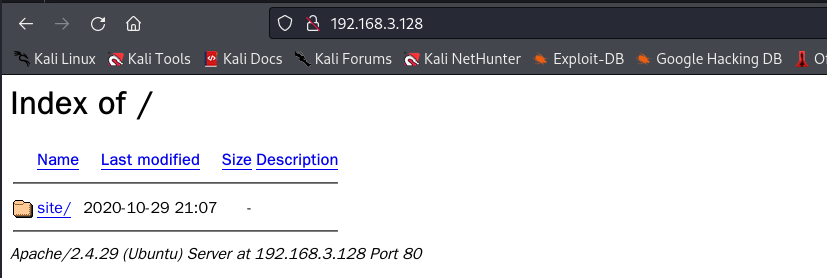 192.168.3.128
Kali Linux Kali Tools Kali Docs Kali Forums Kali NetHunter Exploit-DB Google Hacking DB
Index of /
Name Last modified Size Description
site/ 2020-10-29 21:07 -
Apache/2.4.29 (Ubuntu) Server at 192.168.3.128 Port 80